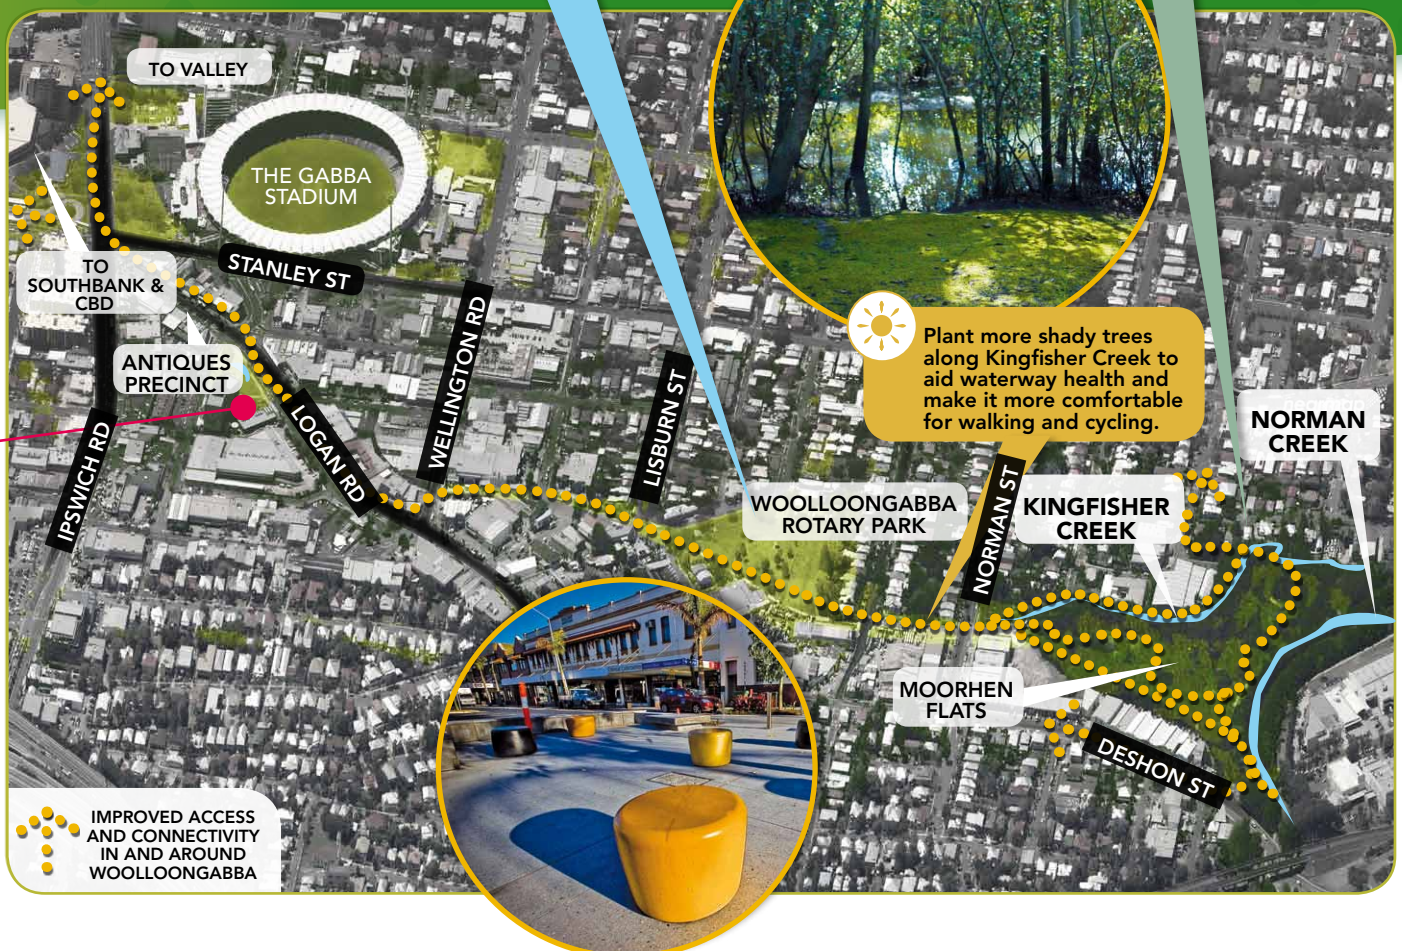 TO VALLEY
THE GABBA
STADIUM
STANLEY ST
TO
SOUTHBANK &
CBD
ANTIQUES
PRECINCT
IPSWICH RD
LOGAN RD
WELLINGTON RD
LISBURN ST
Plant more shady trees
along Kingfisher Creek to
aid waterway health and
make it more comfortable
for walking and cycling.
WOOLLOONGABBA
ROTARY PARK
NORMAN ST
KINGFISHER
CREEK
NORMAN
CREEK
MOORHEN
FLATS
DESHON ST
IMPROVED ACCESS
AND CONNECTIVITY
IN AND AROUND
WOOLLOONGABBA